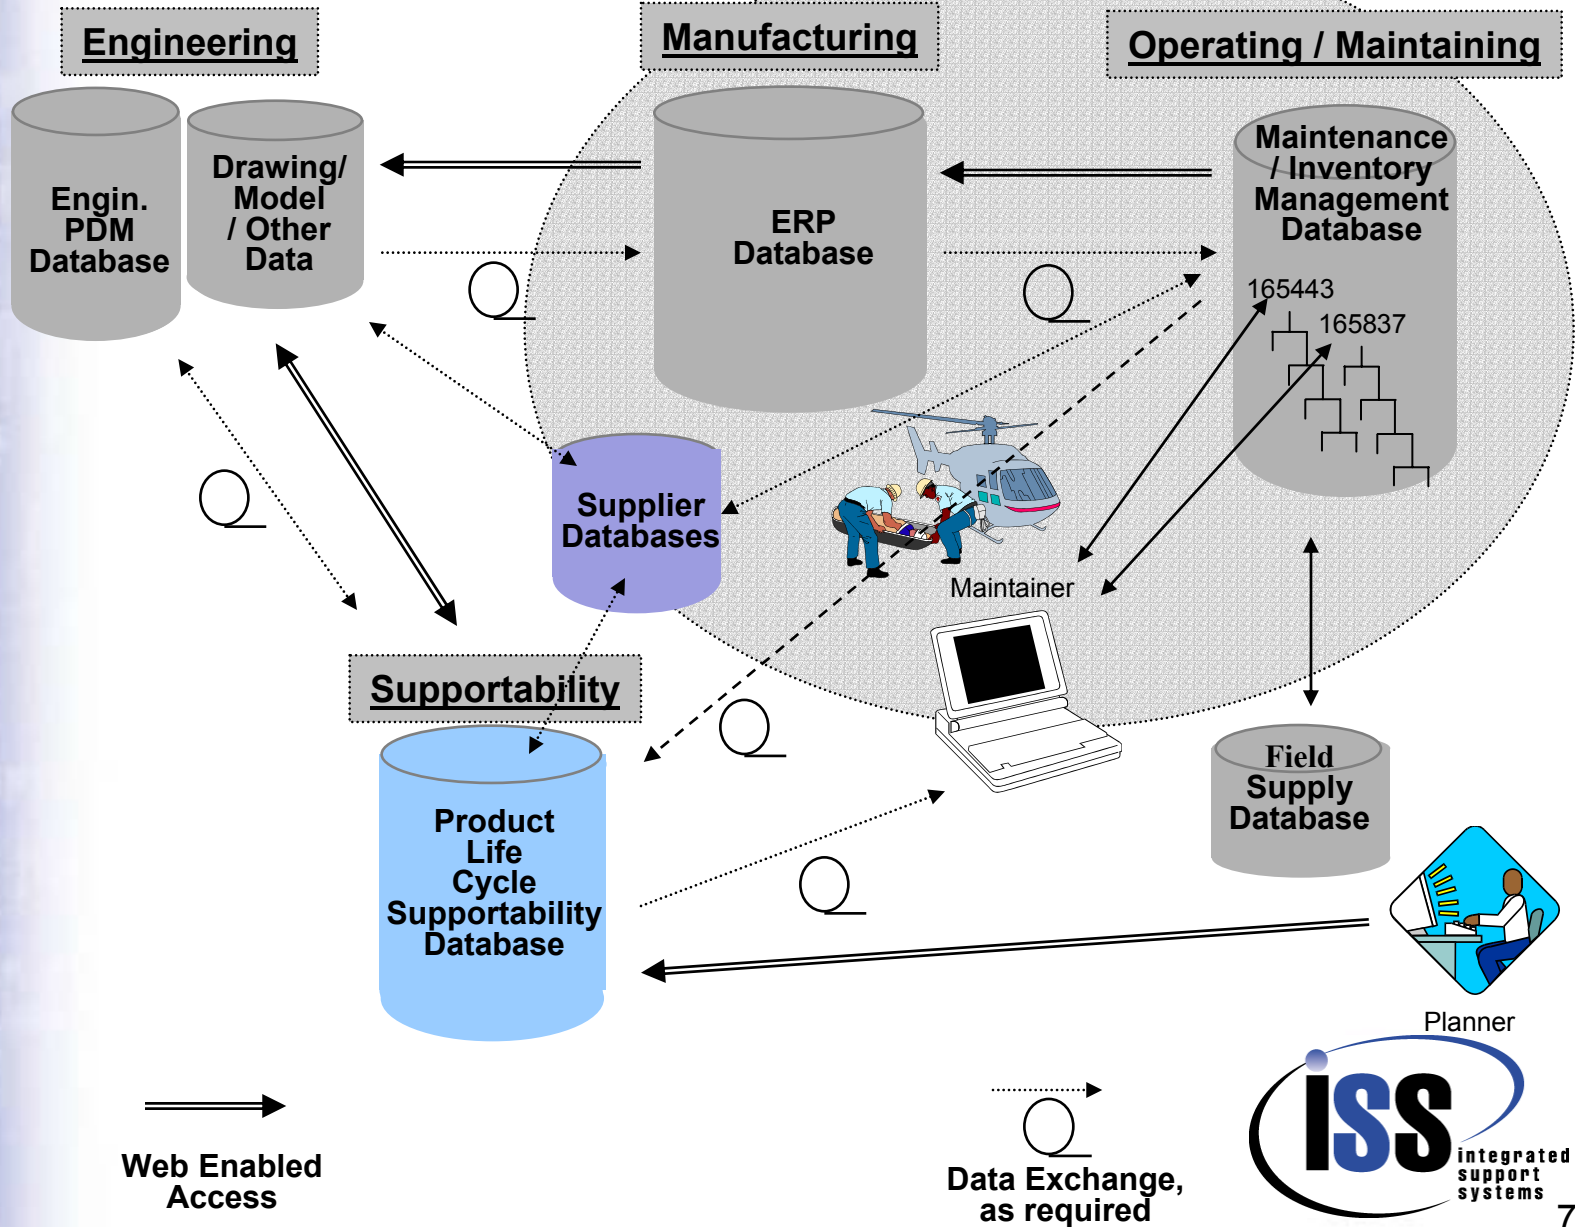 Engineering
Manufacturing
Operating / Maintaining
Engin.
PDM
Database
Drawing/
Model
/ Other
Data
ERP
Database
Maintenance
/ Inventory
Management
Database
165443
165837
Supplier
Databases
Maintainer
Supportability
Product
Life
Cycle
Supportability
Database
Field
Supply
Database
Planner
Web Enabled
Access
Data Exchange,
as required
iSS
integrated
support
systems
7